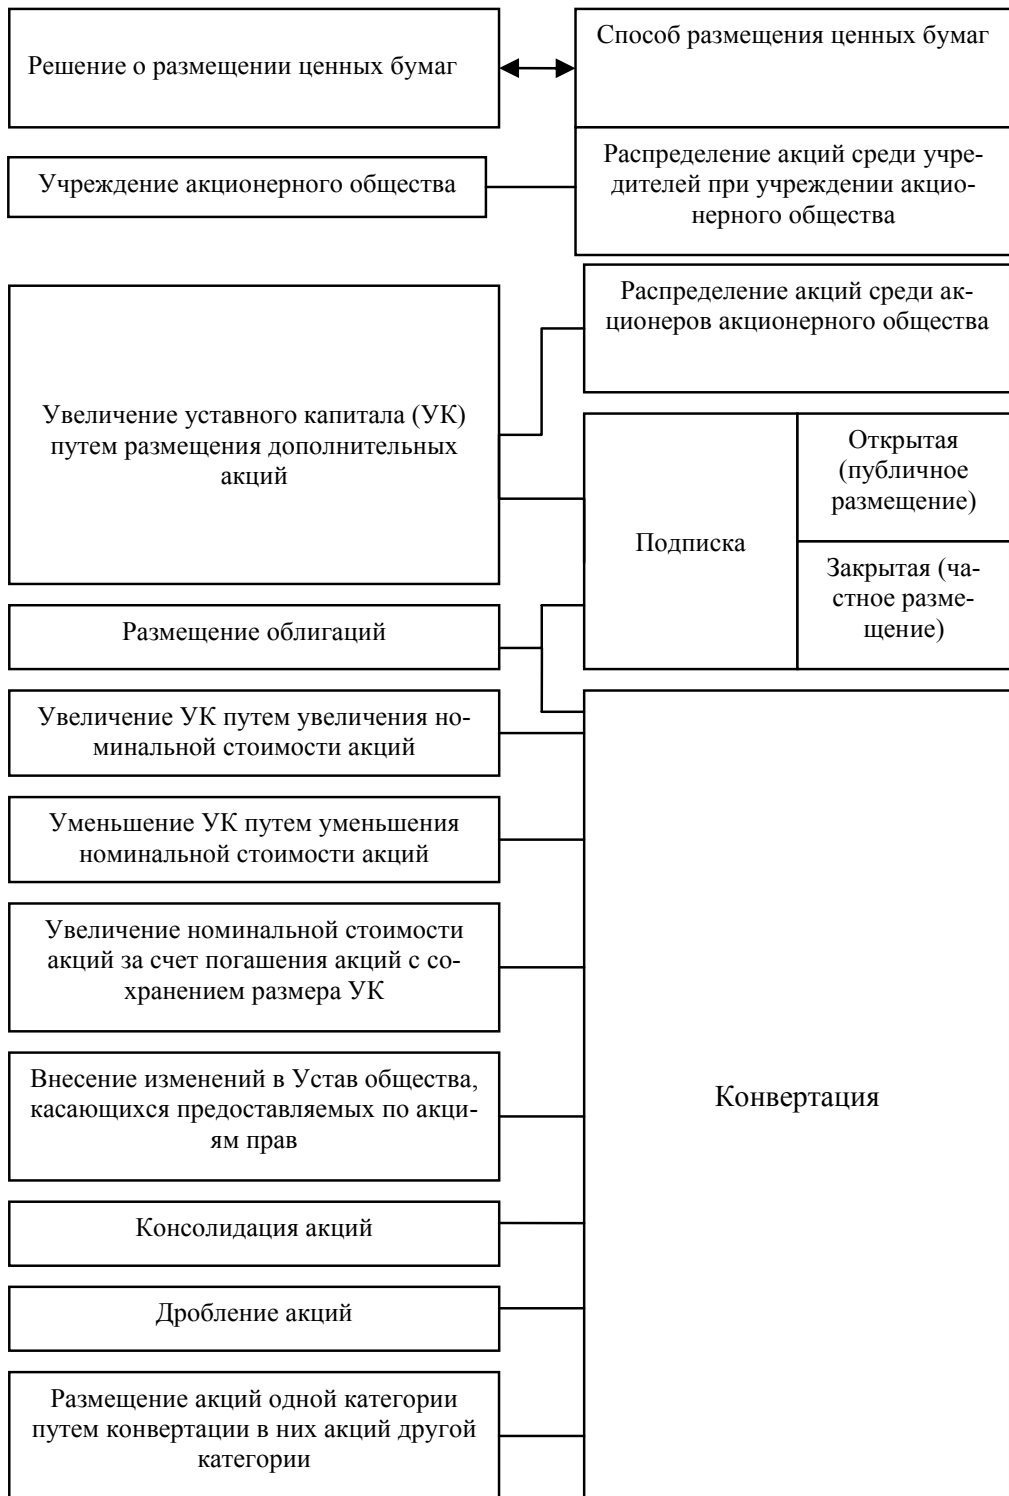 Решение о размещении ценных бумаг
Способ размещения ценных бумаг
Учреждение акционерного общества
Распределение акций среди учре-
дителей при учреждении акцио-
нерного общества
Распределение акций среди ак-
ционеров акционерного общества
Увеличение уставного капитала (УК)
путем размещения дополнительных
акций
Подписка
Открытая
(публичное
размещение)
Закрытая (ча-
стное разме-
щение)
Размещение облигаций
Увеличение УК путем увеличения но-
минальной стоимости акций
Уменьшение УК путем уменьшения
номинальной стоимости акций
Увеличение номинальной стоимости
акций за счет погашения акций с со-
хранением размера УК
Внесение изменений в Устав общества,
касающихся предоставляемых по акци-
ям прав
Конвертация
Консолидация акций
Дробление акций
Размещение акций одной категории
путем конвертации в них акций другой
категории